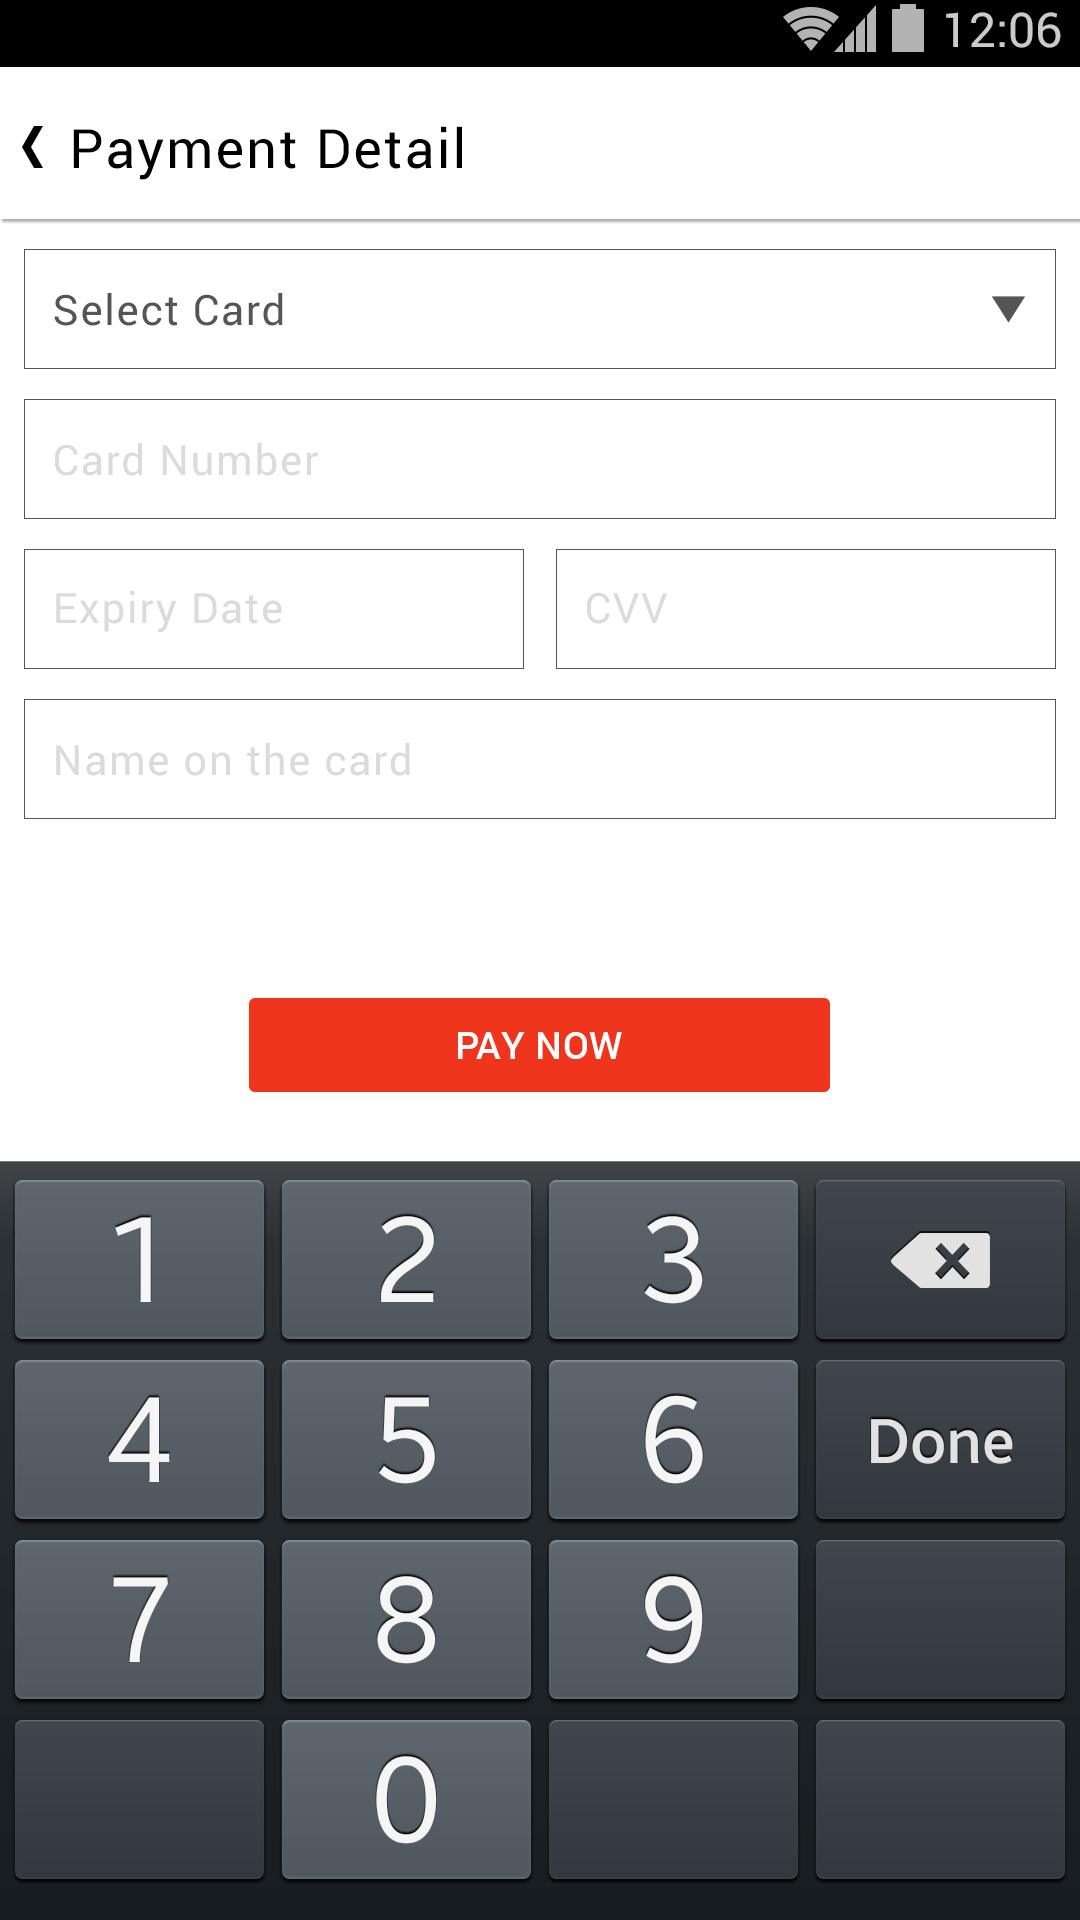 12:06
Payment Detail
Select Card
Card Number
Expiry Date CVV
Name on the card
PAY NOW
1 2 3
4 5 6 Done
7 8 9
0